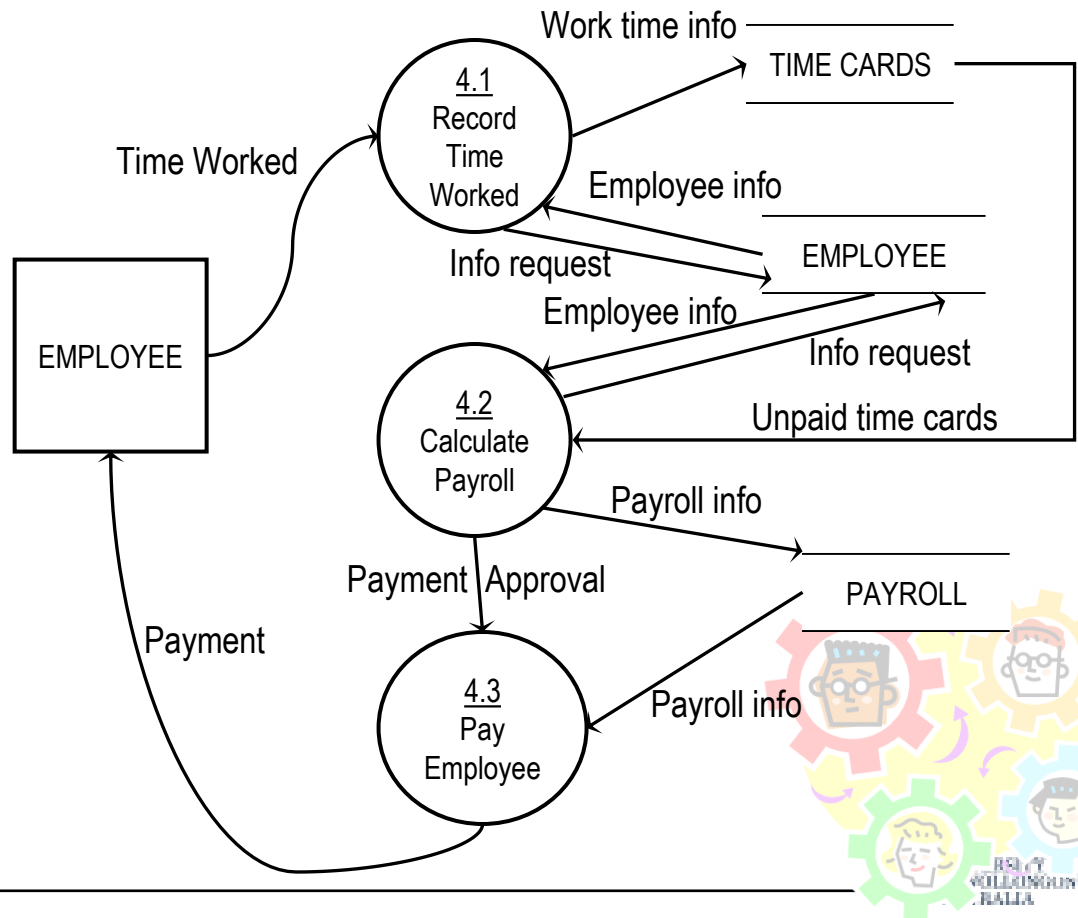 Work time info
TIME CARDS
4.1
Record
Time
Worked
Time Worked
Employee info
EMPLOYEE
Info request
Employee info
Info request
EMPLOYEE
4.2
Calculate
Payroll
Unpaid time cards
Payroll info
Payment Approval
PAYROLL
Payment
4.3
Pay
Employee
Payroll info